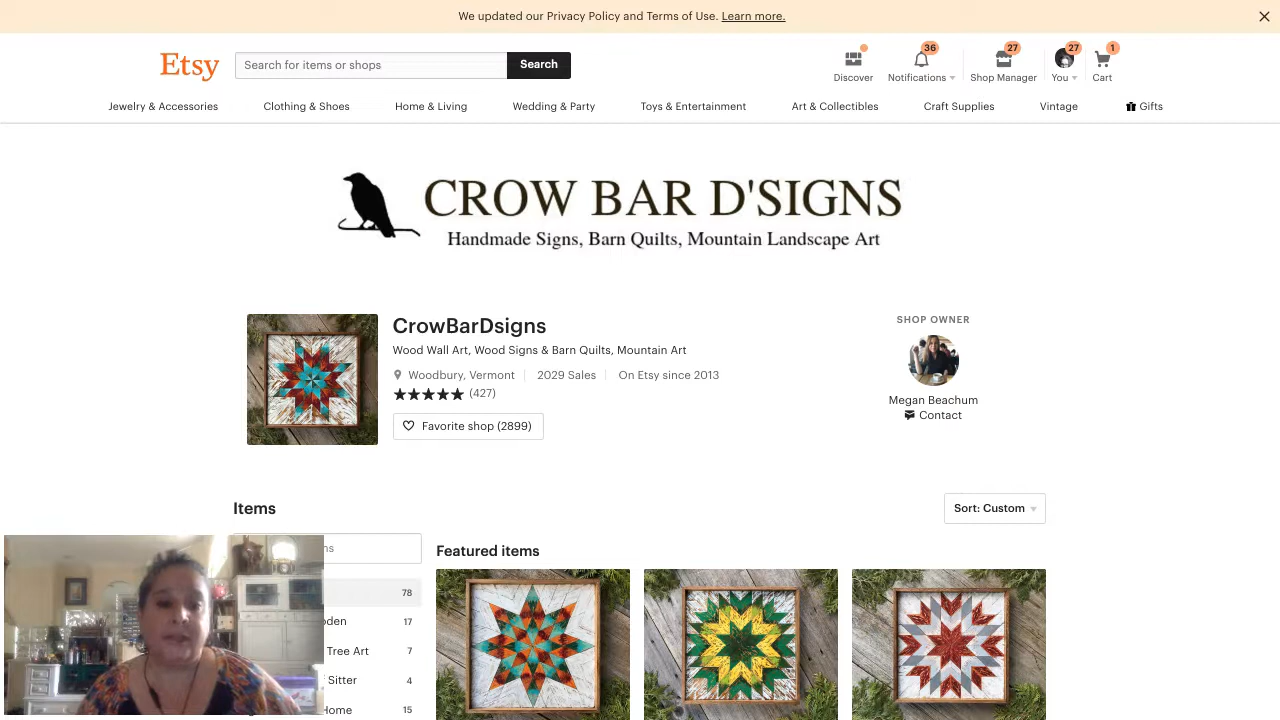 We updated our Privacy Policy and Terms of Use. Learn more.
Etsy
Search for items or shops
Search
Discover
36
Notifications
27
Shop Manager
27
You
1
Cart
Jewelry & Accessories
Clothing & Shoes
Home & Living
Wedding & Party
Toys & Entertainment
Art & Collectibles
Craft Supplies
Vintage
Gifts
CROW BAR D'SIGNS
Handmade Signs, Barn Quilts, Mountain Landscape Art
CrowBarDsigns
Wood Wall Art, Wood Signs & Barn Quilts, Mountain Art
Woodbury, Vermont
2029 Sales
On Etsy since 2013
(427)
Favorite shop (2899)
SHOP OWNER
Megan Beachum
Contact
Items
Sort: Custom
Featured items
78
17
Tree Art
7
Sitter
4
Home
15